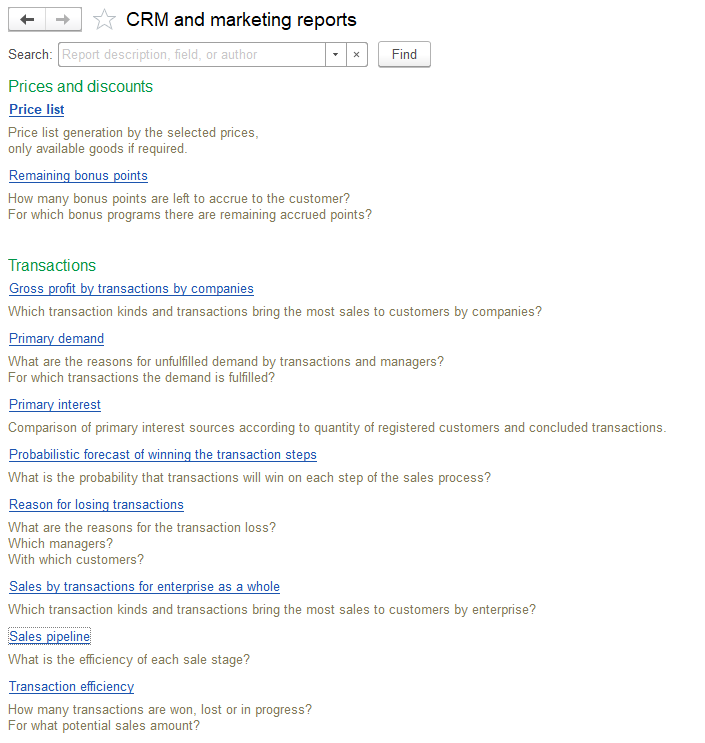 CRM and marketing reports
Search: Report description, field, or author Find
Prices and discounts
Price list
Price list generation by the selected prices,
only available goods if required.
Remaining bonus points
How many bonus points are left to accrue to the customer?
For which bonus programs there are remaining accrued points?
Transactions
Gross profit by transactions by companies
Which transaction kinds and transactions bring the most sales to customers by companies?
Primary demand
What are the reasons for unfulfilled demand by transactions and managers?
For which transactions the demand is fulfilled?
Primary interest
Comparison of primary interest sources according to quantity of registered customers and concluded transactions.
Probabilistic forecast of winning the transaction steps
What is the probability that transactions will win on each step of the sales process?
Reason for losing transactions
What are the reasons for the transaction loss?
Which managers?
With which customers?
Sales by transactions for enterprise as a whole
Which transaction kinds and transactions bring the most sales to customers by enterprise?
Sales pipeline
What is the efficiency of each sale stage?
Transaction efficiency
How many transactions are won, lost or in progress?
For what potential sales amount?